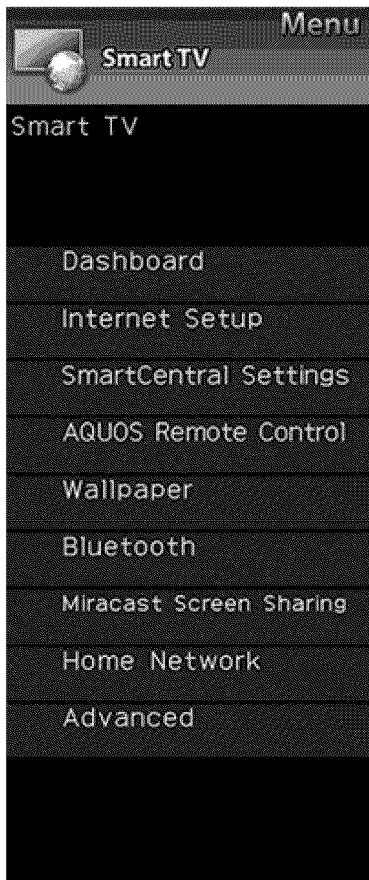 Menu
Smart TV
Smart TV
Dashboard
Internet Setup
SmartCentral Settings
AQUOS Remote Control
Wallpaper
Bluetooth
Miracast Screen Sharing
Home Network
Advanced